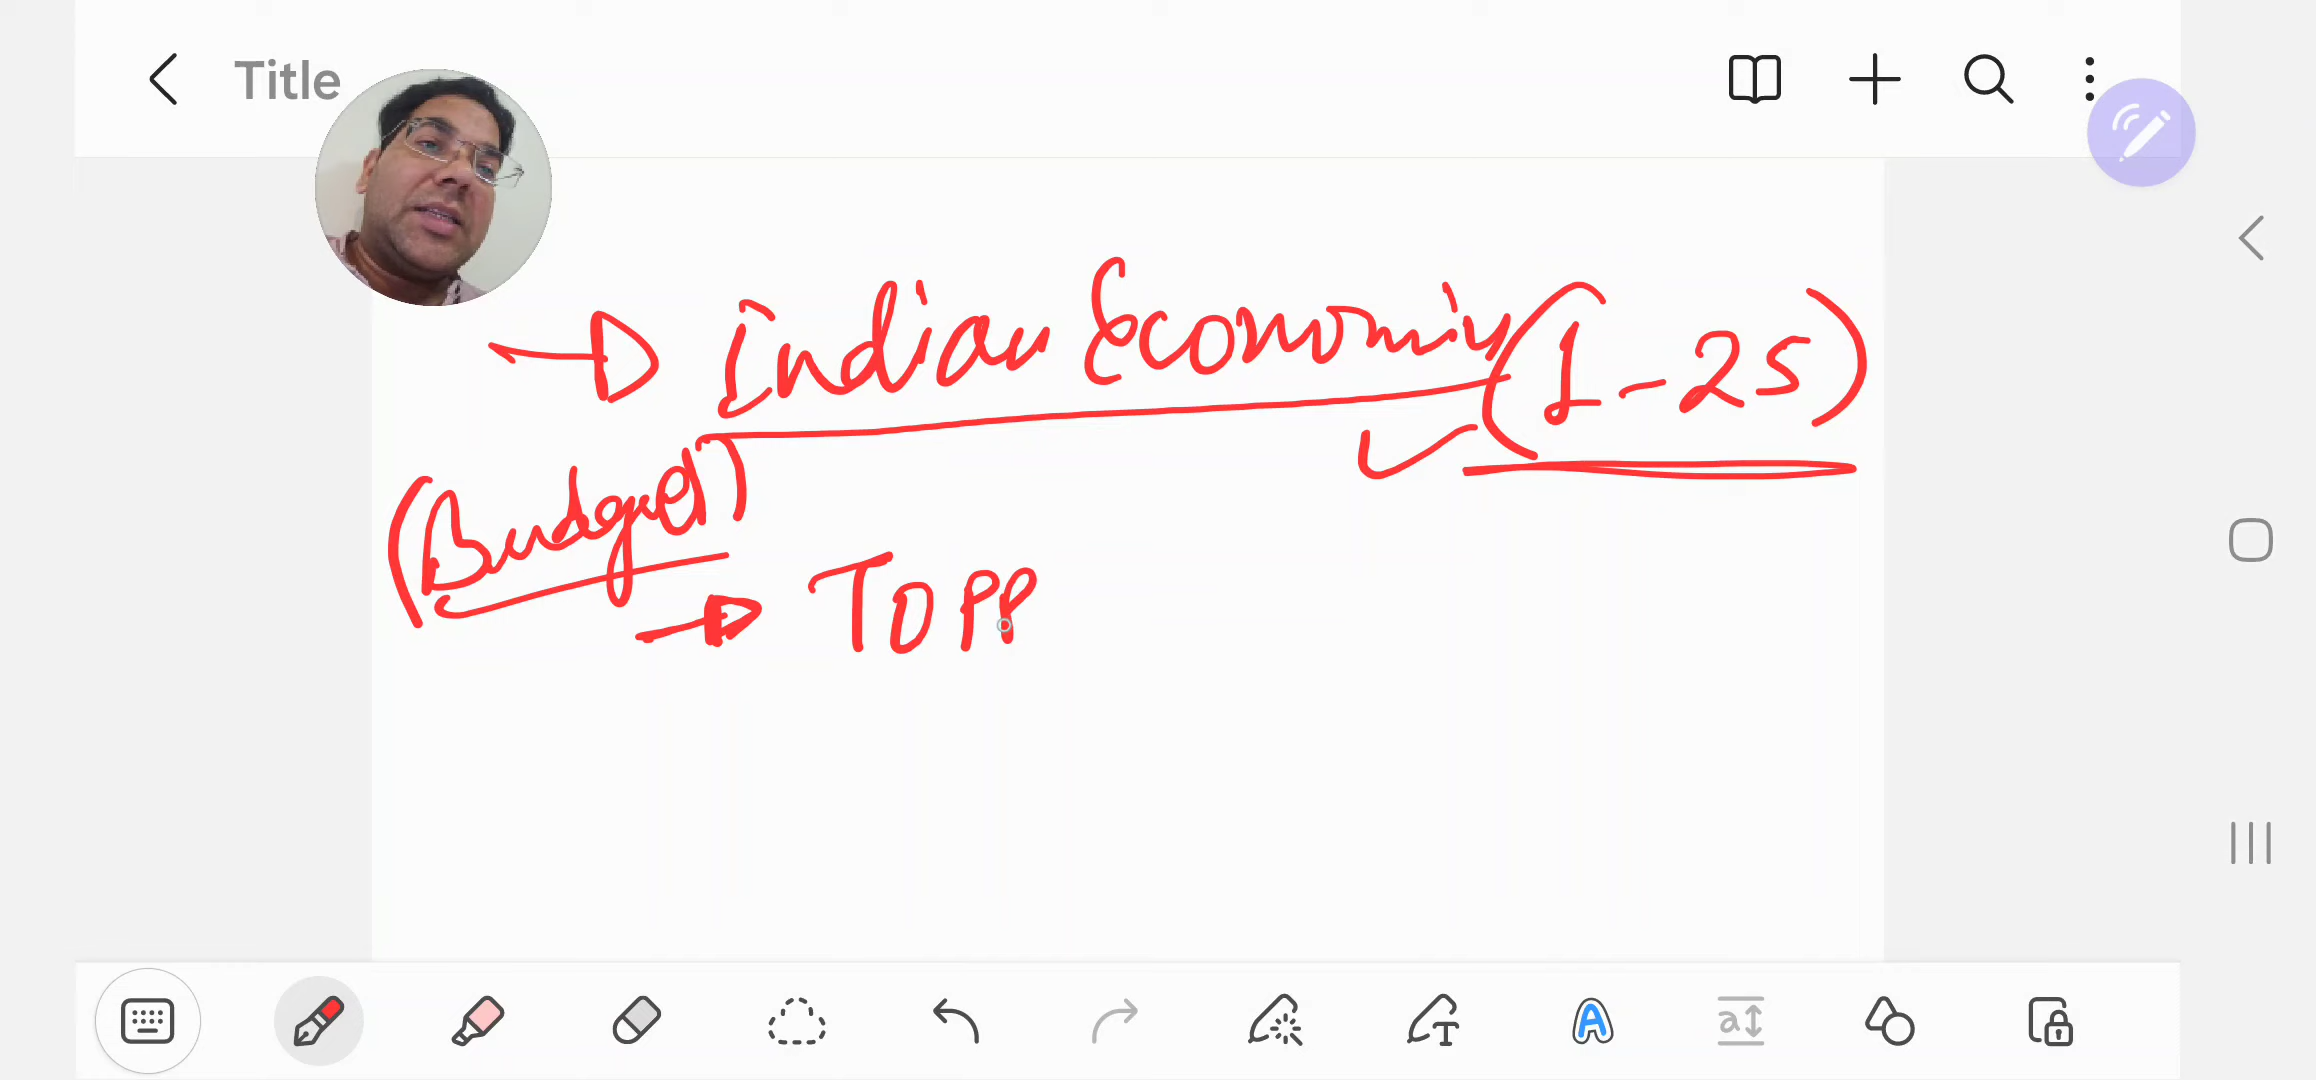 Title
→ Indian Economy (1-25)
(Budget)
→ TOPP